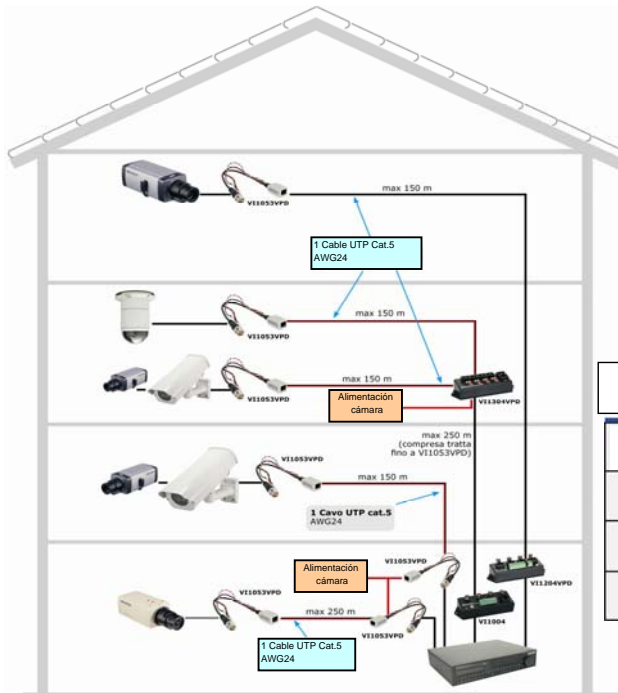 VI1053VPD
max 150 m
1 Cable UTP Cat.5
AWG24
max 150 m
VI1053VPD
max 150 m
VI1053VPD
Alimentación
cámara
VI1304VPD
max 250 m
(compresa tratta
fino a VI1053VPD)
VI1053VPD
max 150 m
1 Cavo UTP cat.5
AWG24
Alimentación
cámara
VI1053VPD
VI1204VPD
VI1053VPD
max 250 m
VI1053VPD
VI1004
1 Cable UTP Cat.5
AWG24